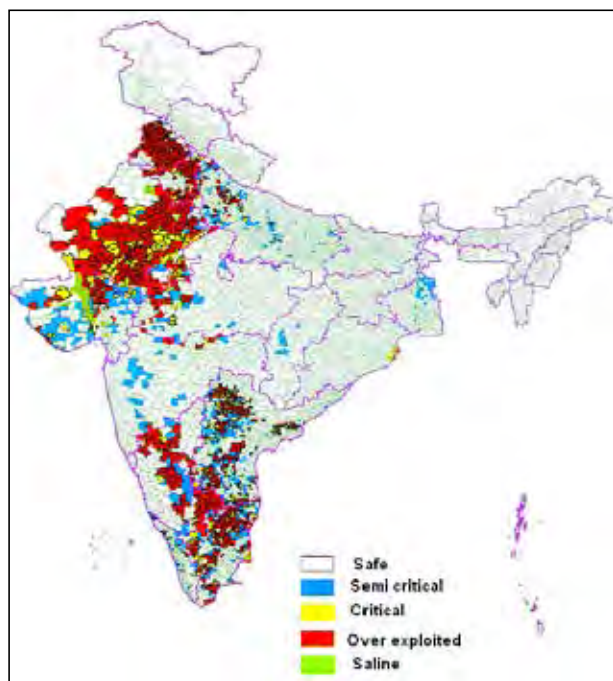 Safe
Semi critical
Critical
Over exploited
Saline